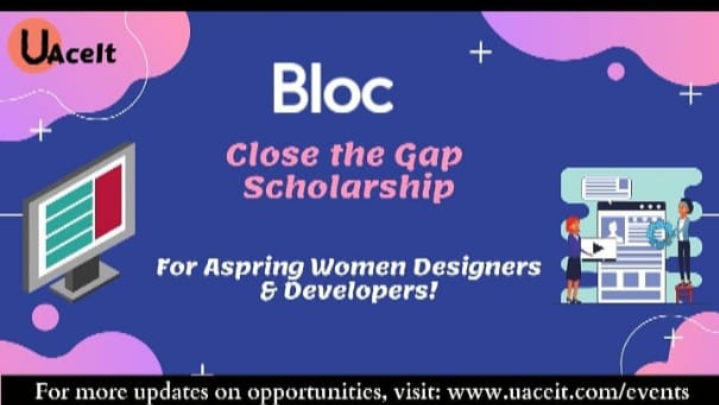 UAceIt
Bloc
Close the Gap
Scholarship
For Aspring Women Designers
& Developers!
For more updates on opportunities, visit: www.uaceit.com/events